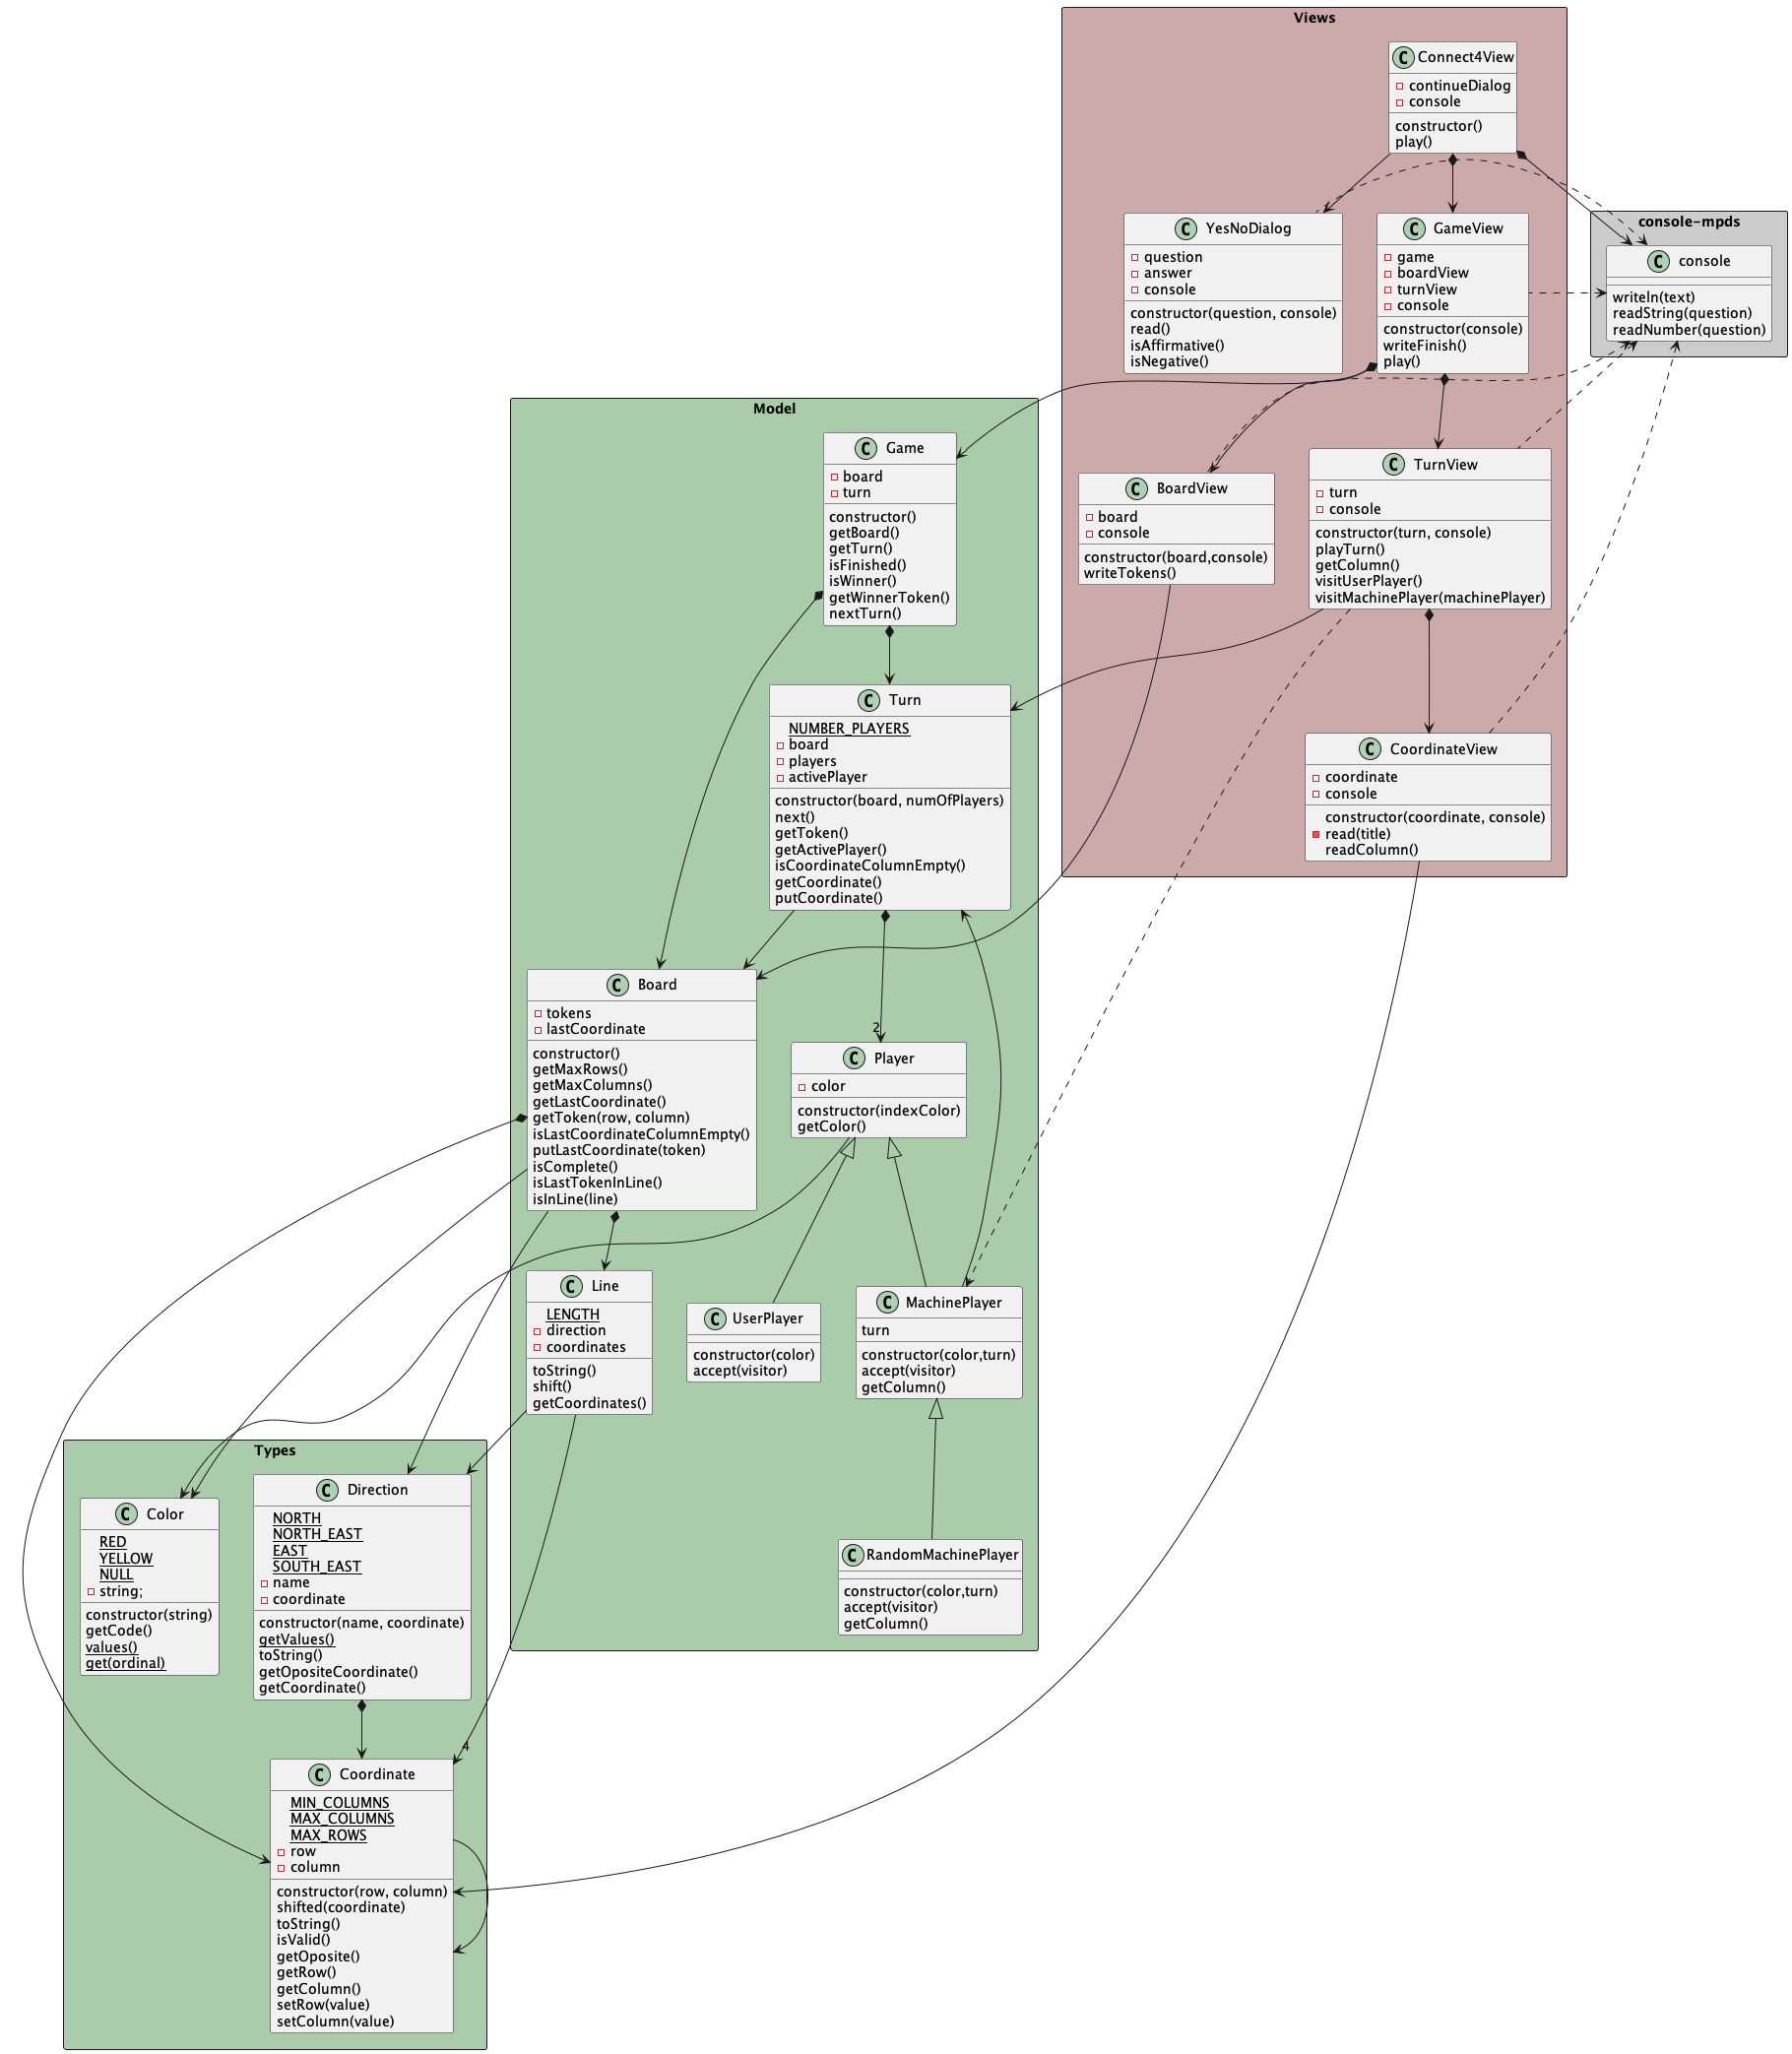 Views
Connect4View
continueDialog
console
constructor()
play()
YesNoDialog
question
answer
console
constructor(question, console)
read()
isAffirmative()
isNegative()
GameView
game
boardView
turnView
console
constructor(console)
writeFinish()
play()
console-mpds
console
writeln(text)
readString(question)
readNumber(question)
BoardView
board
console
constructor(board,console)
writeTokens()
TurnView
turn
console
constructor(turn, console)
playTurn()
getColumn()
visitUserPlayer()
visitMachinePlayer(machinePlayer)
CoordinateView
coordinate
console
constructor(coordinate, console)
read(title)
readColumn()
Model
Game
board
turn
constructor()
getBoard()
getTurn()
isFinished()
isWinner()
getWinnerToken()
nextTurn()
Turn
NUMBER_PLAYERS
board
players
activePlayer
constructor(board, numOfPlayers)
next()
getToken()
getActivePlayer()
isCoordinateColumnEmpty()
getCoordinate()
putCoordinate()
Board
tokens
lastCoordinate
constructor()
getMaxRows()
getMaxColumns()
getLastCoordinate()
getToken(row, column)
isLastCoordinateColumnEmpty()
putLastCoordinate(token)
isComplete()
isLastTokenInLine()
isInLine(line)
2
Player
color
constructor(indexColor)
getColor()
Line
LENGTH
direction
coordinates
toString()
shift()
getCoordinates()
UserPlayer
constructor(color)
accept(visitor)
MachinePlayer
turn
constructor(color,turn)
accept(visitor)
getColumn()
RandomMachinePlayer
constructor(color,turn)
accept(visitor)
getColumn()
Types
Color
RED
YELLOW
NULL
string;
constructor(string)
getCode()
values()
get(ordinal)
Direction
NORTH
NORTH_EAST
EAST
SOUTH_EAST
name
coordinate
constructor(name, coordinate)
getValues()
toString()
getOpositeCoordinate()
getCoordinate()
4
Coordinate
MIN_COLUMNS
MAX_COLUMNS
MAX_ROWS
row
column
constructor(row, column)
shifted(coordinate)
toString()
isValid()
getOposite()
getRow()
getColumn()
setRow(value)
setColumn(value)